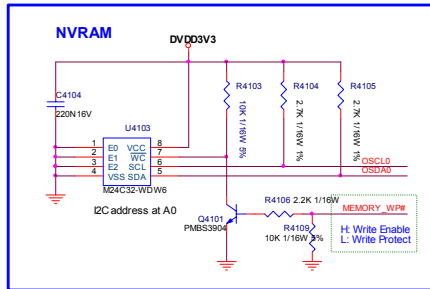 NVRAM
DVDD3V3
C4104
220N16V
R4103
10K 1/16W 5%
R4104
2.7K 1/16W 1%
R4105
2.7K 1/16W 1%
U4103
1 E0 VCC 8
2 E1 WC 7
3 E2 SCL 6
4 VSS SDA 5
M24C32-WDW6
OSCL0
OSDA0
I2C address at A0
Q4101
PMBS3904
R4106 2.2K 1/16W
MEMORY_WP#
R4109
10K 1/16W 5%
H: Write Enable
L: Write Protect